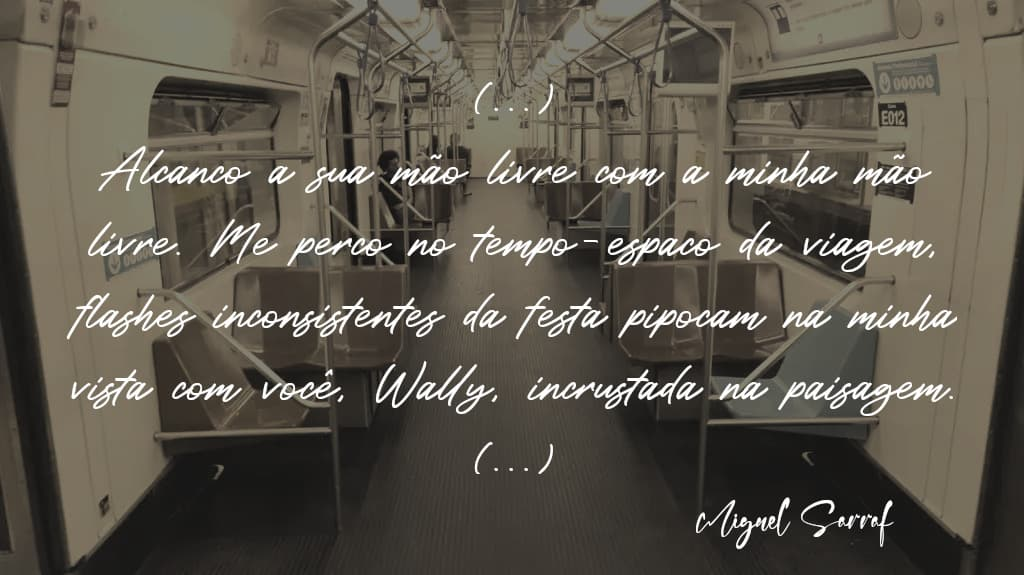 (...)
Alcanco a sua mão livre com a minha mão
livre. Me perco no tempo-espaco da viagem,
flashes inconsistentes da festa pipocam na minha
vista com você, Wally, incrustada na paisagem.
(...)
Miguel Sarraf
E012